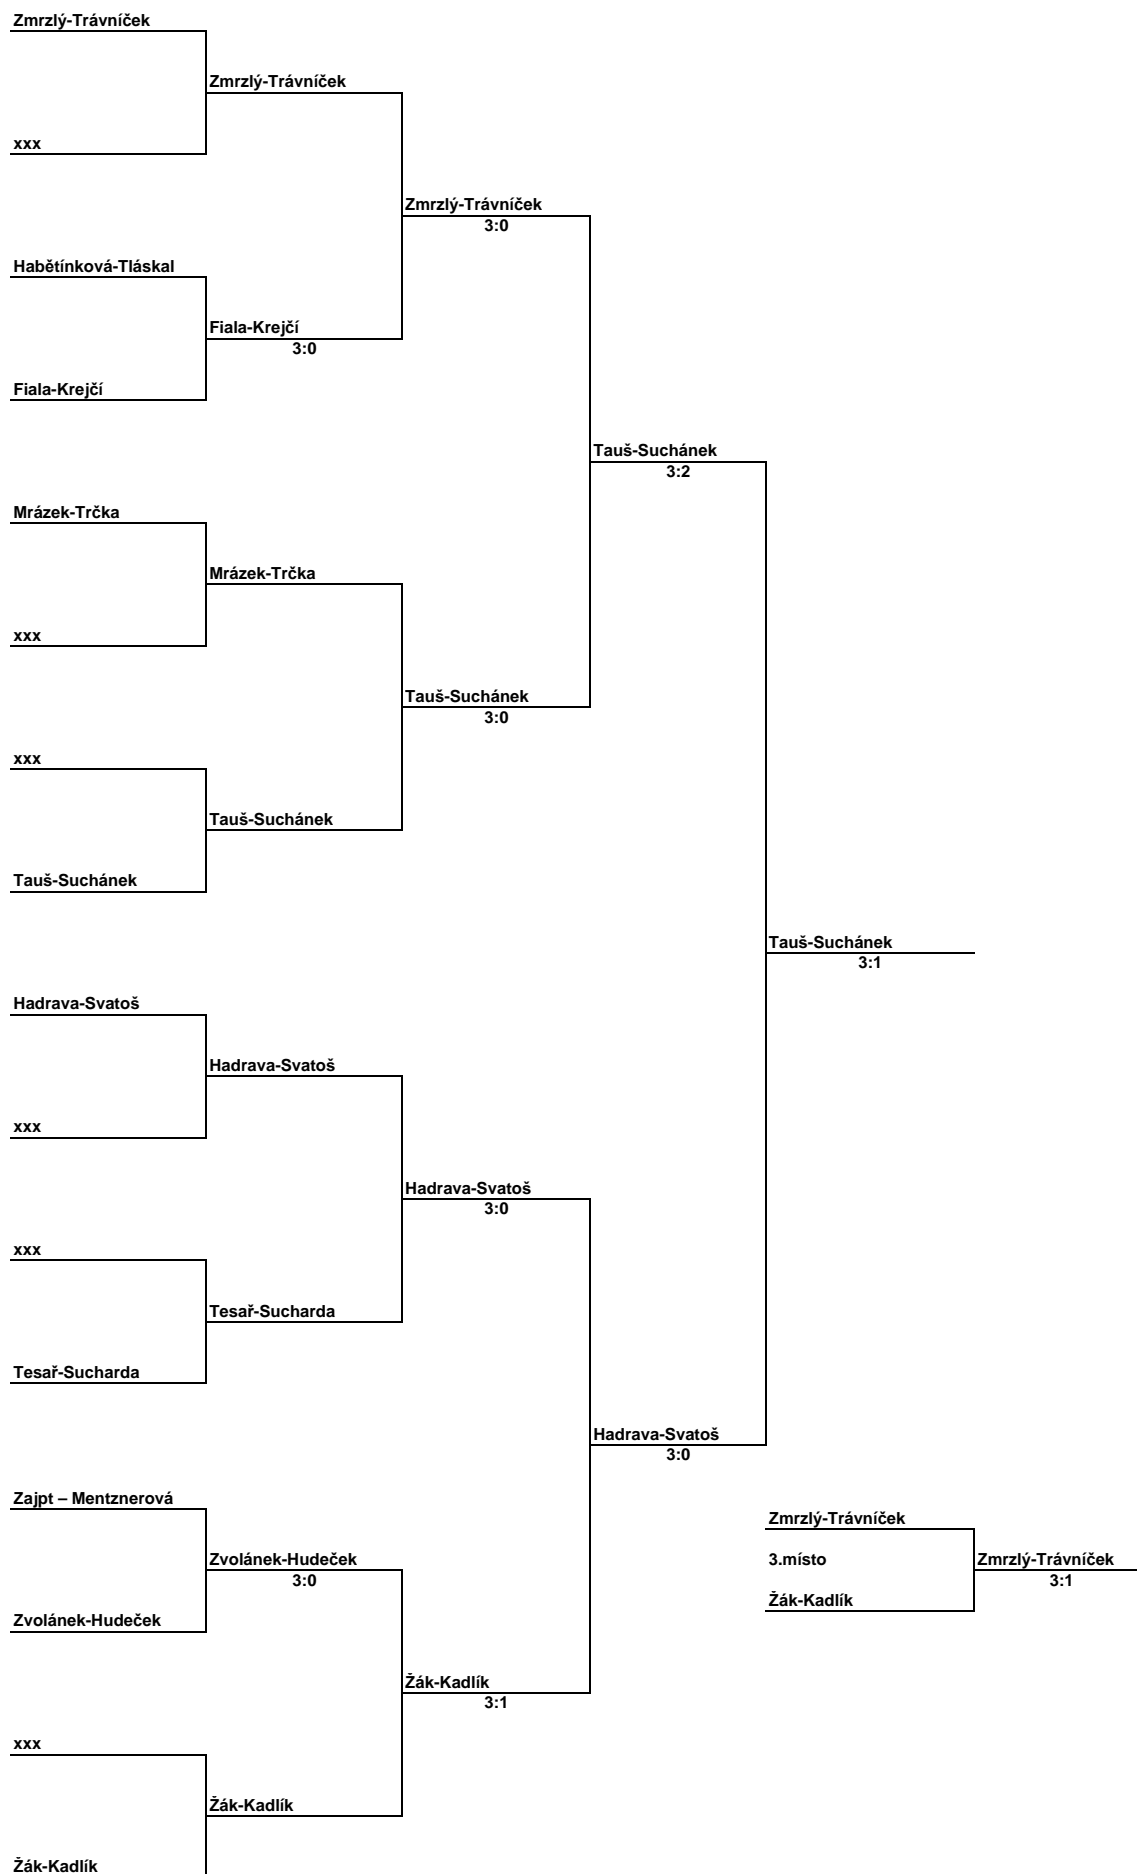 Zmrzlý-Trávníček
Zmrzlý-Trávníček
xxx
Zmrzlý-Trávníček
3:0
Habětínková-Tláskal
Fiala-Krejčí
3:0
Fiala-Krejčí
Tauš-Suchánek
3:2
Mrázek-Trčka
Mrázek-Trčka
xxx
Tauš-Suchánek
3:0
xxx
Tauš-Suchánek
Tauš-Suchánek
Tauš-Suchánek
3:1
Hadrava-Svatoš
Hadrava-Svatoš
xxx
Hadrava-Svatoš
3:0
xxx
Tesař-Sucharda
Tesař-Sucharda
Hadrava-Svatoš
3:0
Zajpt – Mentznerová
Zmrzlý-Trávníček
Zvolánek-Hudeček
3:0
3.místo
Zmrzlý-Trávníček
3:1
Žák-Kadlík
Zvolánek-Hudeček
Žák-Kadlík
3:1
xxx
Žák-Kadlík
Žák-Kadlík